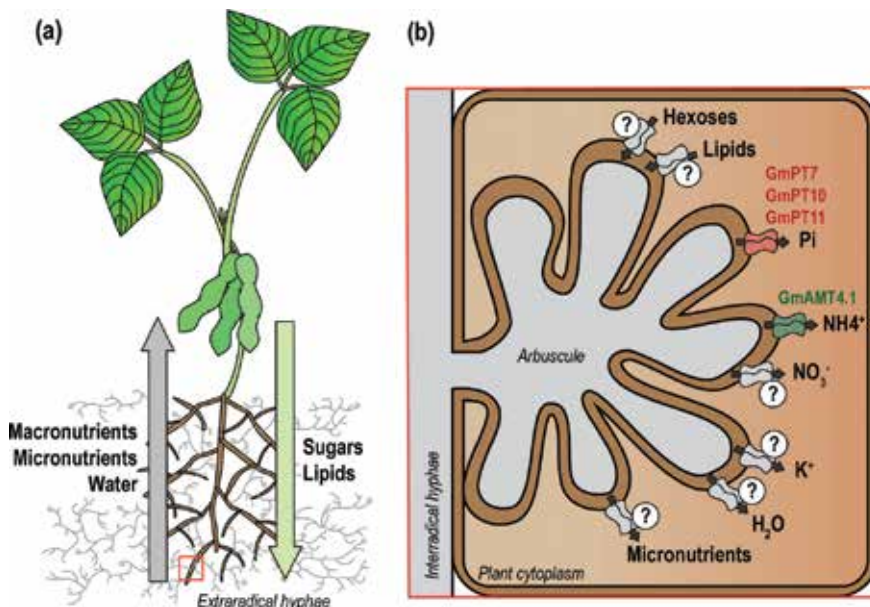 (a)
Macronutrients
Micronutrients
Water
Sugars
Lipids
Extraradical hyphae
(b)
Interradical hyphae
?
Hexoses
Lipids
?
GmPT7
GmPT10
GmPT11
Pi
GmAMT4.1
NH4⁺
Arbuscule
NO₃⁻
?
?
K⁺
?
H₂O
?
Micronutrients
Plant cytoplasm